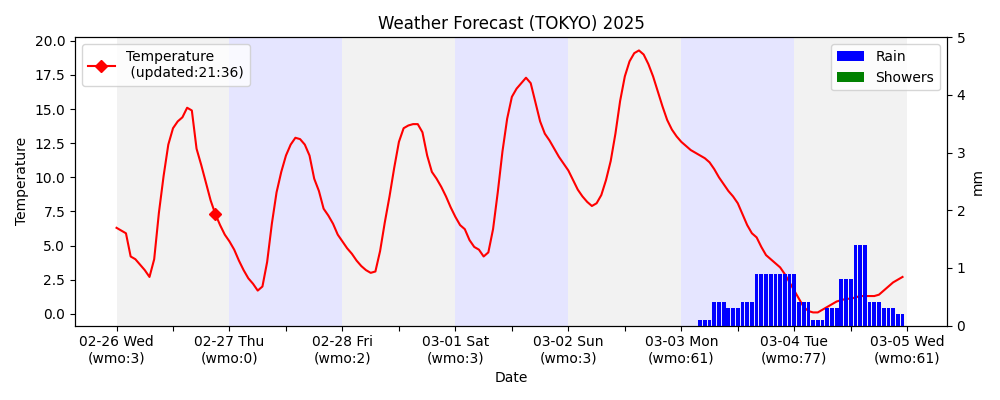 Weather Forecast (TOKYO) 2025
Temperature
(updated:21:36)
Rain
Showers
20.0
17.5
15.0
12.5
10.0
7.5
5.0
2.5
0.0
Temperature
5
4
3
2
1
0
mm
02-26 Wed
(wmo:3)
02-27 Thu
(wmo:0)
02-28 Fri
(wmo:2)
03-01 Sat
(wmo:3)
03-02 Sun
(wmo:3)
03-03 Mon
(wmo:61)
03-04 Tue
(wmo:77)
03-05 Wed
(wmo:61)
Date